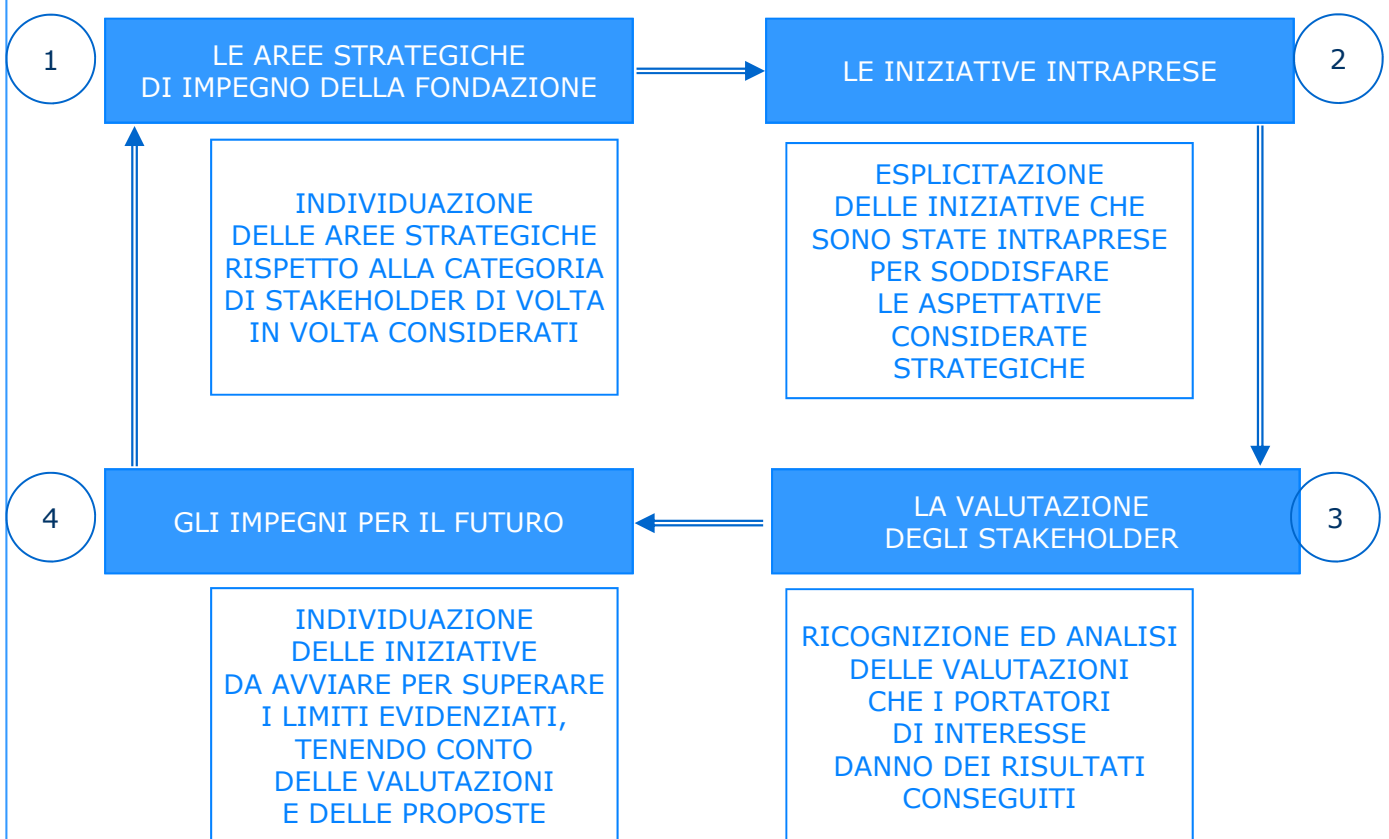 1
LE AREE STRATEGICHE
DI IMPEGNO DELLA FONDAZIONE
LE INIZIATIVE INTRAPRESE
2
INDIVIDUAZIONE
DELLE AREE STRATEGICHE
RISPETTO ALLA CATEGORIA
DI STAKEHOLDER DI VOLTA
IN VOLTA CONSIDERATI
ESPLICITAZIONE
DELLE INIZIATIVE CHE
SONO STATE INTRAPRESE
PER SODDISFARE
LE ASPETTATIVE
CONSIDERATE
STRATEGICHE
4
GLI IMPEGNI PER IL FUTURO
LA VALUTAZIONE
DEGLI STAKEHOLDER
3
INDIVIDUAZIONE
DELLE INIZIATIVE
DA AVVIARE PER SUPERARE
I LIMITI EVIDENZIATI,
TENENDO CONTO
DELLE VALUTAZIONI
E DELLE PROPOSTE
RICOGNIZIONE ED ANALISI
DELLE VALUTAZIONI
CHE I PORTATORI
DI INTERESSE
DANNO DEI RISULTATI
CONSEGUITI